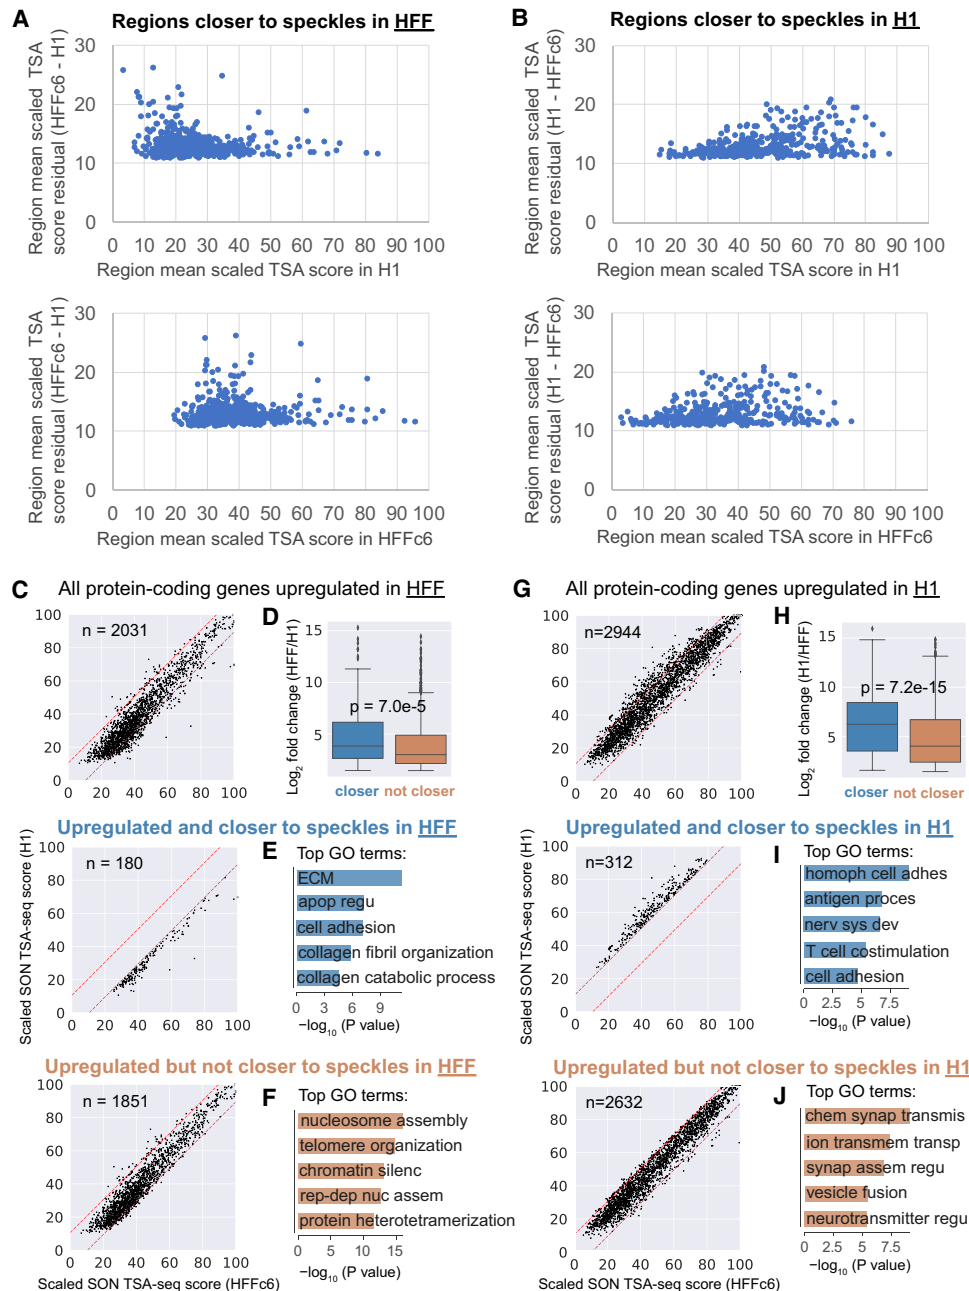 A
Regions closer to speckles in HFF
Region mean scaled TSA
score residual (HFFc6 - H1)
30
20
10
0
0 10 20 30 40 50 60 70 80 90 100
Region mean scaled TSA score in H1
Region mean scaled TSA
score residual (HFFc6 - H1)
30
20
10
0
0 10 20 30 40 50 60 70 80 90 100
Region mean scaled TSA score in HFFc6
B
Regions closer to speckles in H1
Region mean scaled TSA
score residual (H1 - HFFc6)
30
20
10
0
0 10 20 30 40 50 60 70 80 90 100
Region mean scaled TSA score in H1
Region mean scaled TSA
score residual (H1 - HFFc6)
30
20
10
0
0 10 20 30 40 50 60 70 80 90 100
Region mean scaled TSA score in HFFc6
C
All protein-coding genes upregulated in HFF
n = 2031
100
80
60
40
20
0
0 20 40 60 80 100
D
Log2 fold change (HFF/H1)
15
10
5
p = 7.0e-5
closer not closer
Upregulated and closer to speckles in HFF
Scaled SON TSA-seq score (H1)
n = 180
100
80
60
40
20
0
0 20 40 60 80 100
E
Top GO terms:
ECM
apop regu
cell adhesion
collagen fibril organization
collagen catabolic process
0 3 6 9
−log10 (P value)
Upregulated but not closer to speckles in HFF
n = 1851
100
80
60
40
20
0
0 20 40 60 80 100
Scaled SON TSA-seq score (HFFc6)
F
Top GO terms:
nucleosome assembly
telomere organization
chromatin silenc
rep-dep nuc assem
protein heterotetramerization
0 5 10 15
−log10 (P value)
G
All protein-coding genes upregulated in H1
n=2944
100
80
60
40
20
0
0 20 40 60 80 100
H
Log2 fold change (H1/HFF)
15
10
5
p = 7.2e-15
closer not closer
Upregulated and closer to speckles in H1
Scaled SON TSA-seq score (H1)
n=312
100
80
60
40
20
0
0 20 40 60 80 100
I
Top GO terms:
homoph cell adhes
antigen proces
nerv sys dev
T cell costimulation
cell adhesion
0 2.5 5 7.5
−log10 (P value)
Upregulated but not closer to speckles in H1
n=2632
100
80
60
40
20
0
0 20 40 60 80 100
Scaled SON TSA-seq score (HFFc6)
J
Top GO terms:
chem synap transmis
ion transmem transp
synap assem regu
vesicle fusion
neurotransmitter regu
0 2.5 5 7.5
−log10 (P value)